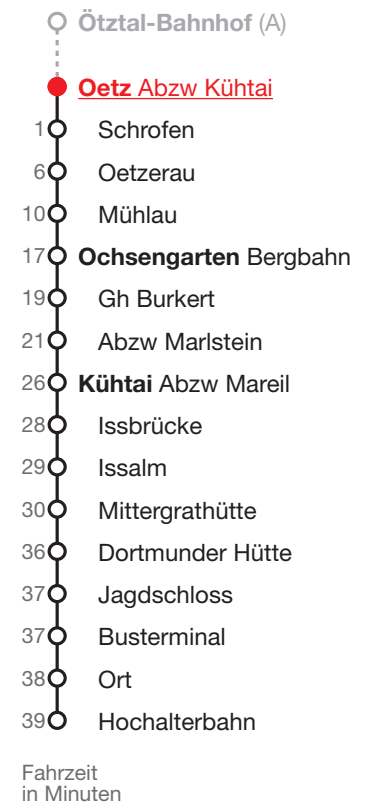 Ötztal-Bahnhof (A)
Oetz Abzw Kühtai
1 Schrofen
6 Oetzerau
10 Mühlau
17 Ochsengarten Bergbahn
19 Gh Burkert
21 Abzw Marlstein
26 Kühtai Abzw Mareil
28 Issbrücke
29 Issalm
30 Mittergrathütte
36 Dortmunder Hütte
37 Jagdschloss
37 Busterminal
38 Ort
39 Hochalterbahn
Fahrzeit
in Minuten